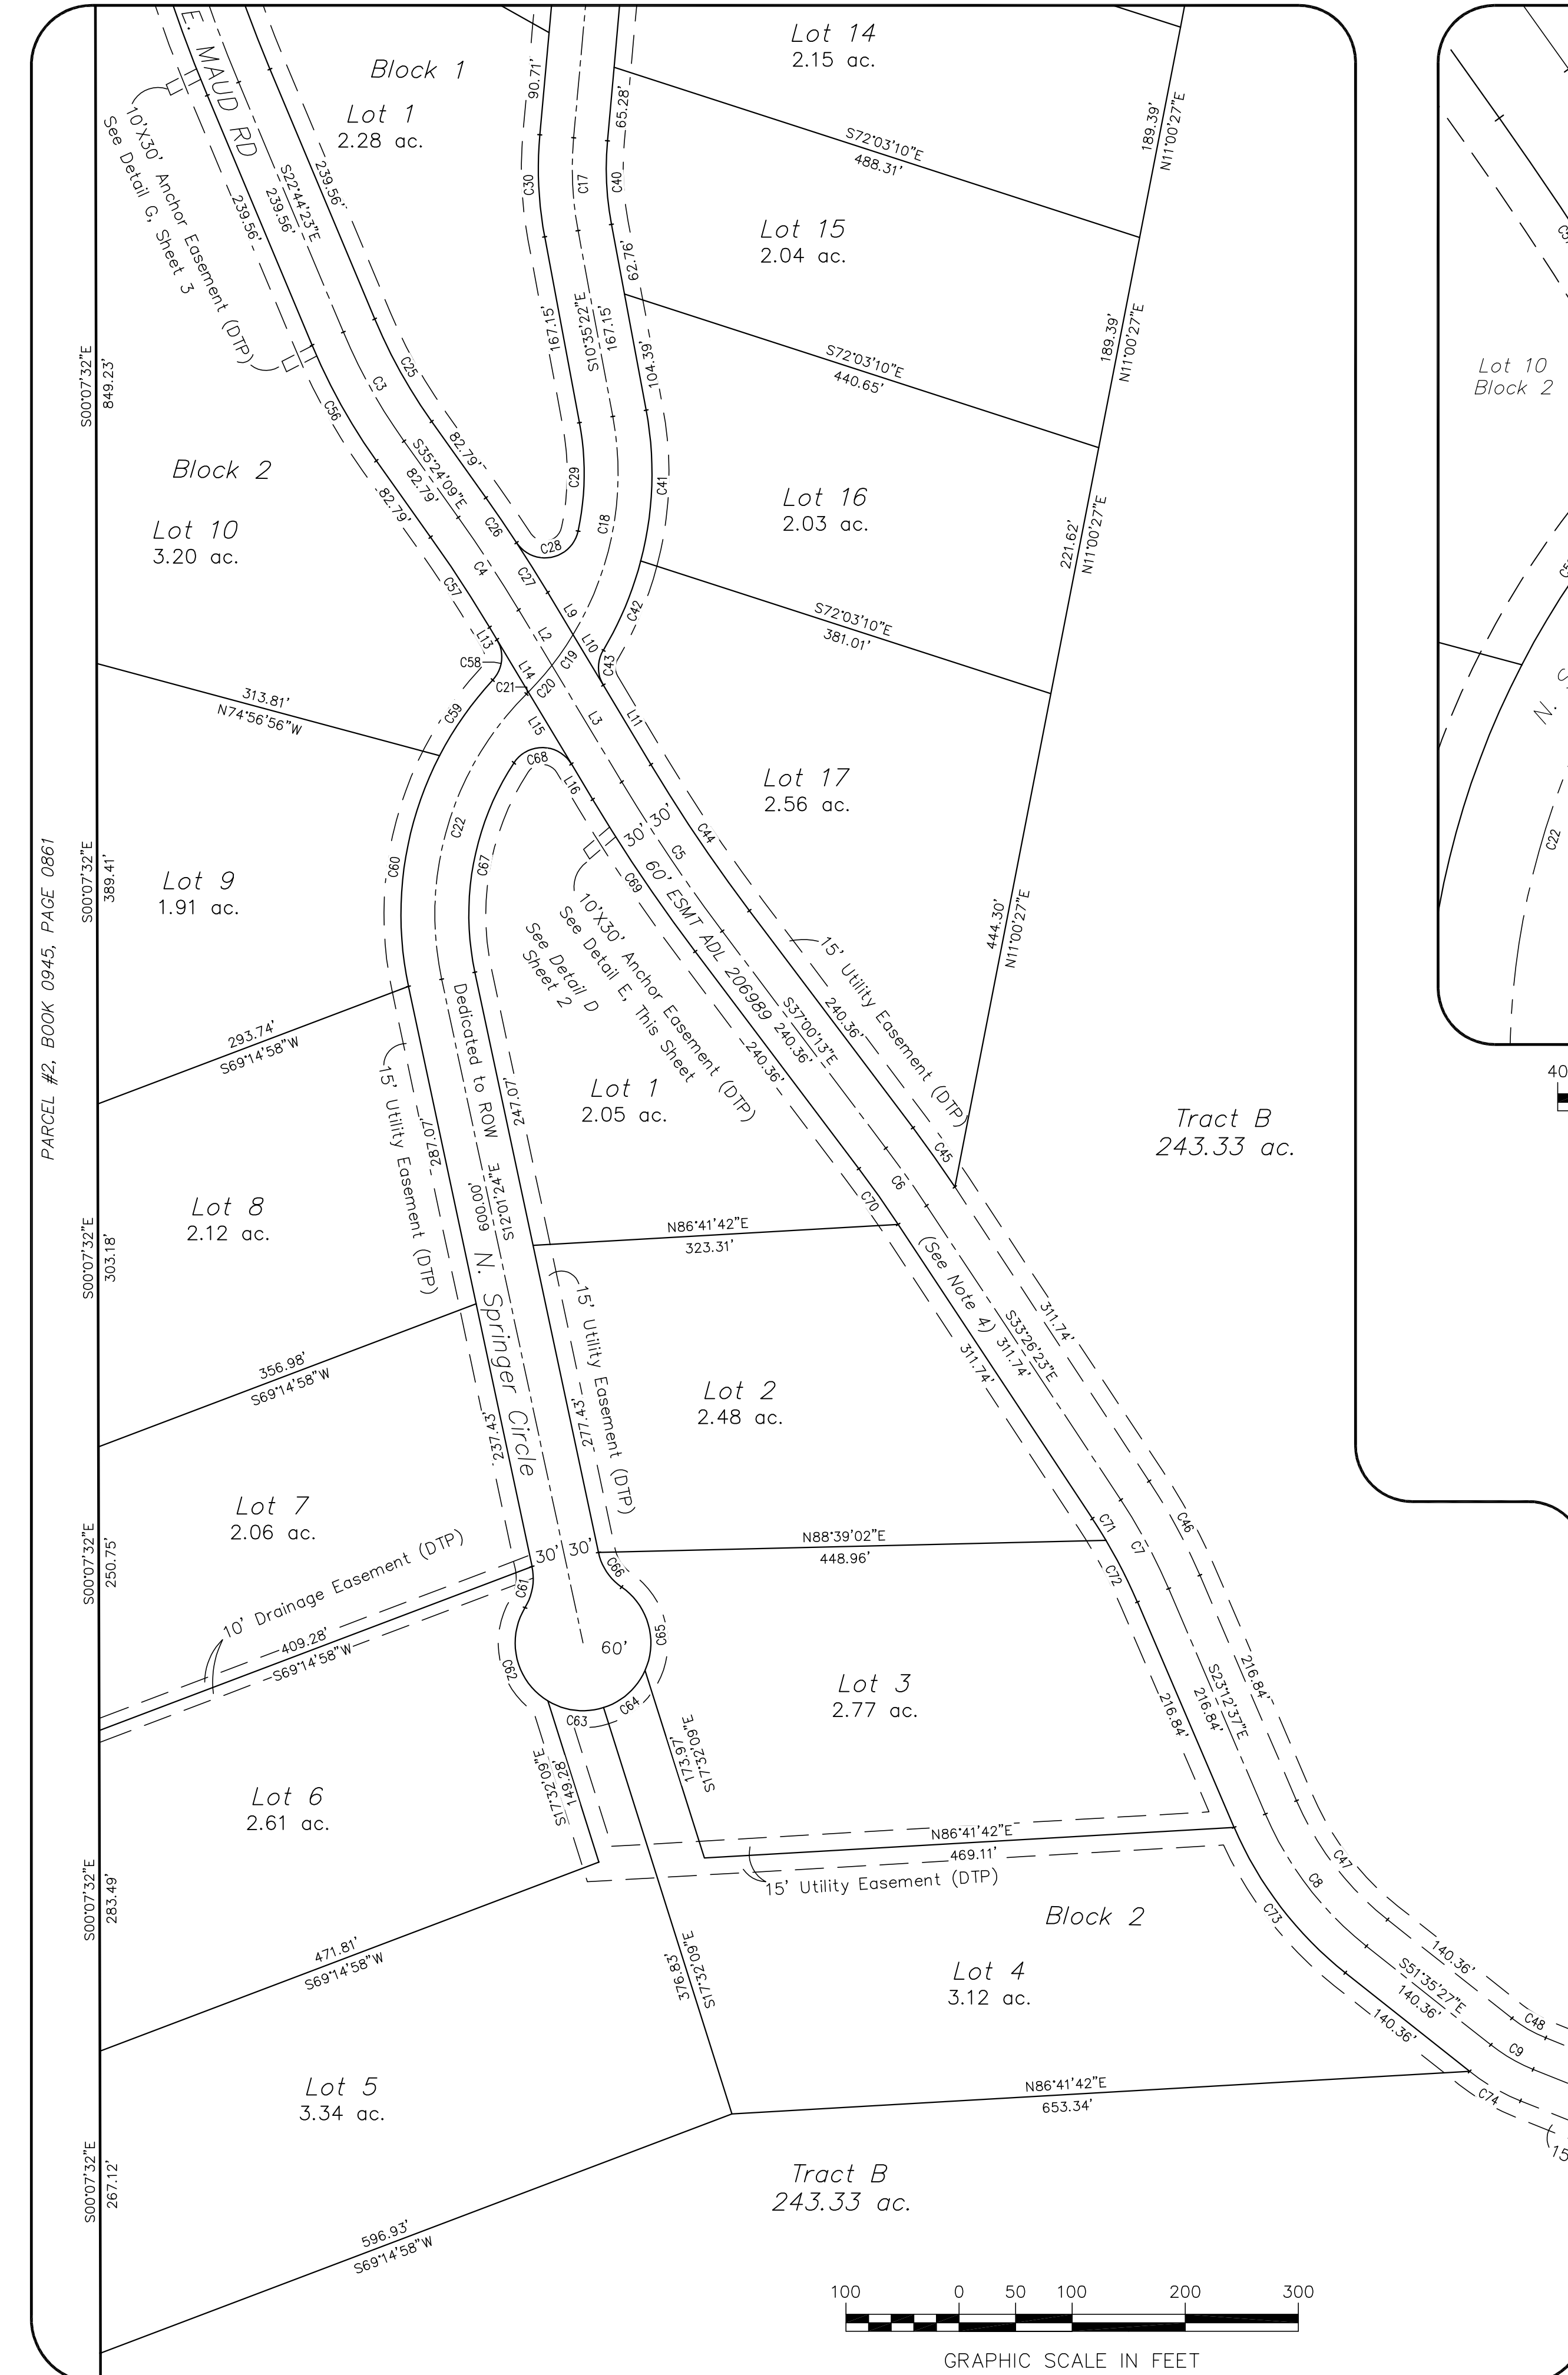 E. MAUD RD
Block 1
Lot 1
2.28 ac.
10'X30' Anchor Easement (DTP)
See Detail G, Sheet 3
239.56'
S22°44'23"E
239.56'
239.56'
90.71'
C30
C17
C40
65.28'
Lot 14
2.15 ac.
S72°03'10"E
488.31'
189.39'
N11°00'27"E
Lot 15
2.04 ac.
62.76'
167.15'
S10°35'22"E
167.15'
104.39'
S72°03'10"E
440.65'
189.39'
N11°00'27"E
S00°07'32"E
849.23'
C56
C3
C25
82.79'
S35°24'09"E
82.79'
82.79'
C26
C28
C29
C18
C41
Lot 16
2.03 ac.
221.62'
N11°00'27"E
Block 2
Lot 10
3.20 ac.
C57
C4
C27
L9
C42
S72°03'10"E
381.01'
L13
L2
L10
C58
L14
C19
C43
C21
C20
313.81'
N74°56'56"W
C59
L15
L3
L11
C68
L16
Lot 17
2.56 ac.
C22
C60
C67
30'
30'
C5
C44
C69
PARCEL #2, BOOK 0945, PAGE 0861
S00°07'32"E
389.41'
Lot 9
1.91 ac.
60' ESMT ADL 206989
10'X30' Anchor Easement (DTP)
See Detail E, This Sheet
See Detail D
Sheet 2
15' Utility Easement (DTP)
444.30'
N11°00'27"E
240.36'
S37°00'13"E
240.36'
240.36'
293.74'
S69°14'58"W
Dedicated to ROW
15' Utility Easement (DTP)
287.07'
247.07'
Lot 1
2.05 ac.
Tract B
243.33 ac.
C45
C6
C70
S00°07'32"E
303.18'
Lot 8
2.12 ac.
600.00'
S12°01'24"E
N86°41'42"E
323.31'
(See Note 4)
N. Springer Circle
15' Utility Easement (DTP)
311.74'
S33°26'23"E
311.74'
311.74'
356.98'
S69°14'58"W
Lot 2
2.48 ac.
237.43'
277.43'
S00°07'32"E
250.75'
Lot 7
2.06 ac.
N88°39'02"E
448.96'
C71
C7
C46
C72
10' Drainage Easement (DTP)
409.28'
S69°14'58"W
30'
30'
C61
C66
C62
60'
C65
C64
C63
Lot 3
2.77 ac.
216.84'
S23°12'37"E
216.84'
216.84'
S17°32'09"E
149.28'
173.97'
S17°32'09"E
Lot 6
2.61 ac.
N86°41'42"E
469.11'
15' Utility Easement (DTP)
C47
C8
C73
S00°07'32"E
283.49'
Block 2
471.81'
S69°14'58"W
376.83'
S17°32'09"E
Lot 4
3.12 ac.
140.36'
S51°35'27"E
140.36'
140.36'
C48
C9
C74
Lot 5
3.34 ac.
N86°41'42"E
653.34'
15
S00°07'32"E
267.12'
Tract B
243.33 ac.
596.93'
S69°14'58"W
100 0 50 100 200 300
GRAPHIC SCALE IN FEET
Lot 10
Block 2
N.
C22
40